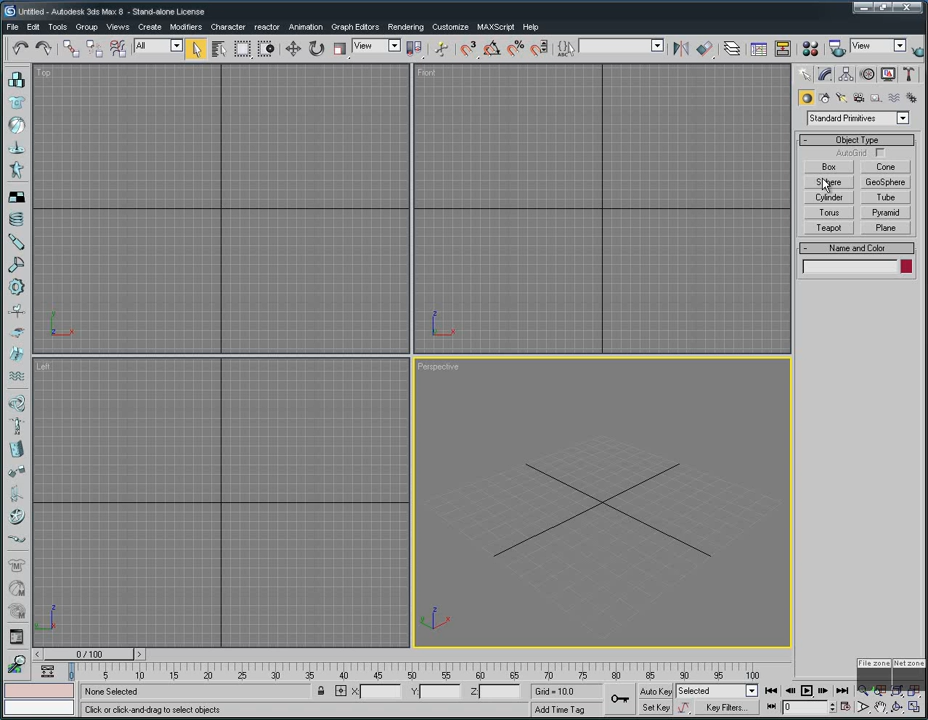 Untitled - Autodesk 3ds Max 8 - Stand-alone License
File Edit Tools Group Views Create Modifiers Character reactor Animation Graph Editors Rendering Customize MAXScript Help
All View View
Top
Front
Left
Perspective
Standard Primitives
- Object Type
AutoGrid
Box Cone
Sphere GeoSphere
Cylinder Tube
Torus Pyramid
Teapot Plane
- Name and Color
y
z x
z
x
z
z
y x
< 0 / 100 >
0 5 10 15 20 25 30 35 40 45 50 55 60 65 70 75 80 85 90 95 100
File zone Net zone
None Selected X: Y: Z: Grid = 10.0 Auto Key Selected
Click or click-and-drag to select objects Add Time Tag Set Key Key Filters... 0